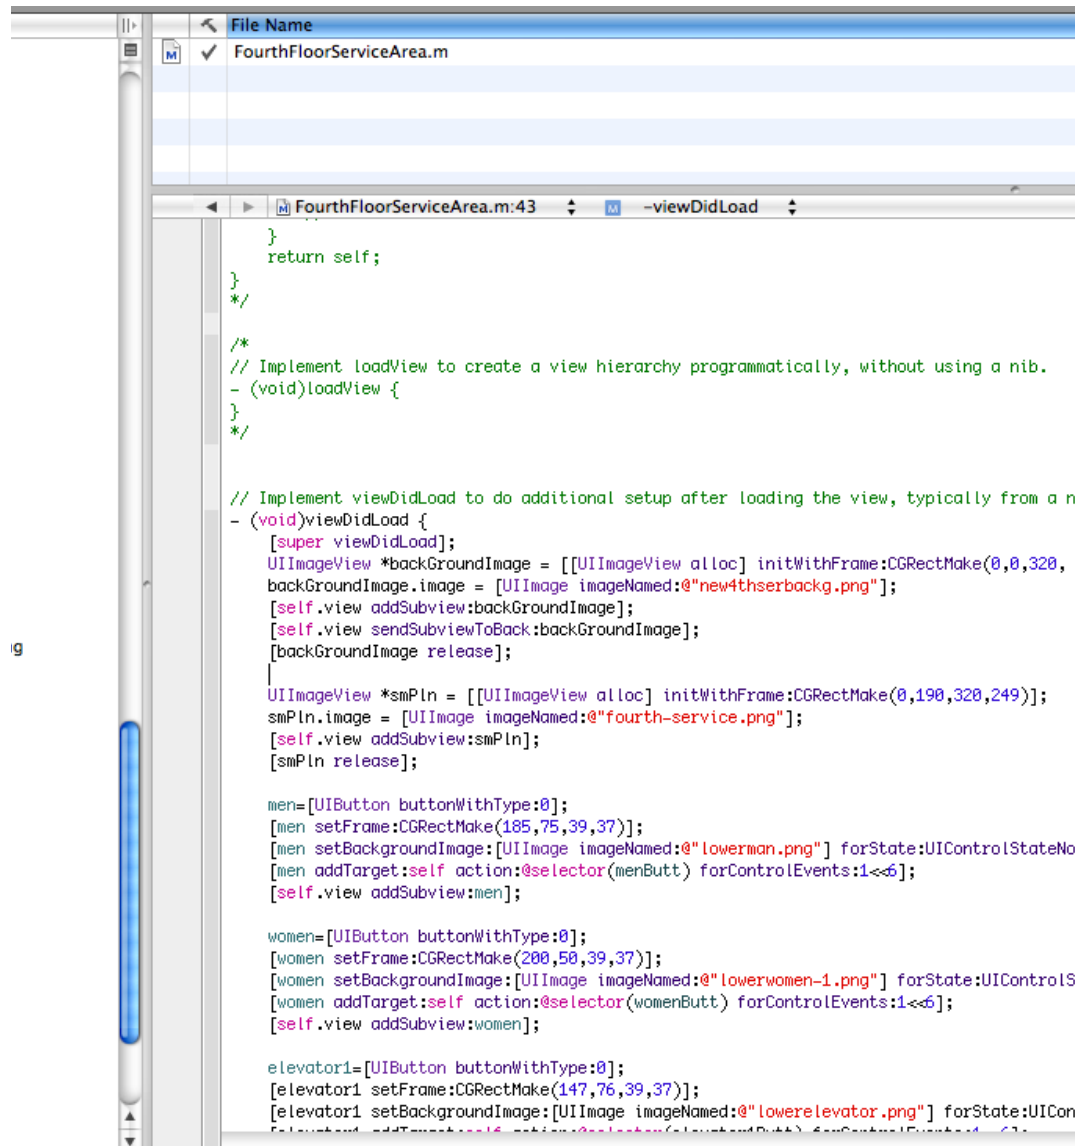 File Name
FourthFloorServiceArea.m
FourthFloorServiceArea.m:43 M -viewDidLoad
}
return self;
}
*/
/*
// Implement loadView to create a view hierarchy programmatically, without using a nib.
- (void)loadView {
}
*/
// Implement viewDidLoad to do additional setup after loading the view, typically from a n
- (void)viewDidLoad {
[super viewDidLoad];
UIImageView *backGroundImage = [[UIImageView alloc] initWithFrame:CGRectMake(0,0,320,
backGroundImage.image = [UIImage imageNamed:@"new4thserbackg.png"];
[self.view addSubview:backGroundImage];
[self.view sendSubviewToBack:backGroundImage];
ıg
[backGroundImage release];
UIImageView *smPln = [[UIImageView alloc] initWithFrame:CGRectMake(0,190,320,249)];
smPln.image = [UIImage imageNamed:@"fourth-service.png"];
[self.view addSubview:smPln];
[smPln release];
men=[UIButton buttonWithType:0];
[men setFrame:CGRectMake(185,75,39,37)];
[men setBackgroundImage:[UIImage imageNamed:@"lowerman.png"] forState:UIControlStateNo
[men addTarget:self action:@selector(menButt) forControlEvents:1<<6];
[self.view addSubview:men];
women=[UIButton buttonWithType:0];
[women setFrame:CGRectMake(200,50,39,37)];
[women setBackgroundImage:[UIImage imageNamed:@"lowerwomen-1.png"] forState:UIControlS
[women addTarget:self action:@selector(womenButt) forControlEvents:1<<6];
[self.view addSubview:women];
elevator1=[UIButton buttonWithType:0];
[elevator1 setFrame:CGRectMake(147,76,39,37)];
[elevator1 setBackgroundImage:[UIImage imageNamed:@"lowerelevator.png"] forState:UICon